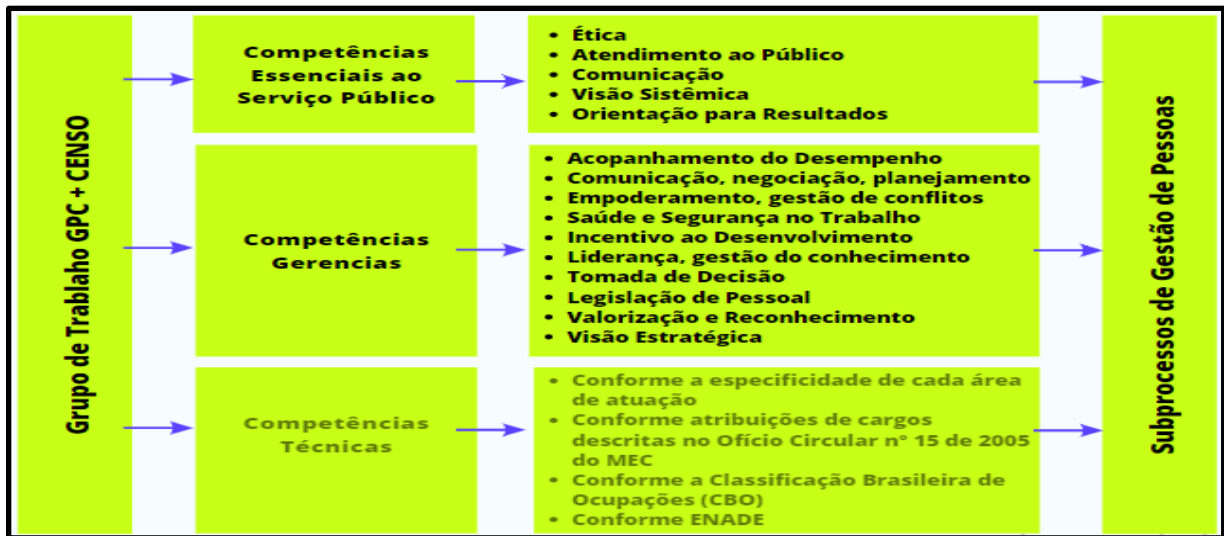 Grupo de Trablaho GPC + CENSO
Competências
Essenciais ao
Serviço Público
• Ética
• Atendimento ao Público
• Comunicação
• Visão Sistêmica
• Orientação para Resultados
Competências
Gerencias
• Acopanhamento do Desempenho
• Comunicação, negociação, planejamento
• Empoderamento, gestão de conflitos
• Saúde e Segurança no Trabalho
• Incentivo ao Desenvolvimento
• Liderança, gestão do conhecimento
• Tomada de Decisão
• Legislação de Pessoal
• Valorização e Reconhecimento
• Visão Estratégica
Competências
Técnicas
• Conforme a especificidade de cada área
de atuação
• Conforme atribuições de cargos
descritas no Ofício Circular n° 15 de 2005
do MEC
• Conforme a Classificação Brasileira de
Ocupações (CBO)
• Conforme ENADE
Subprocessos de Gestão de Pessoas